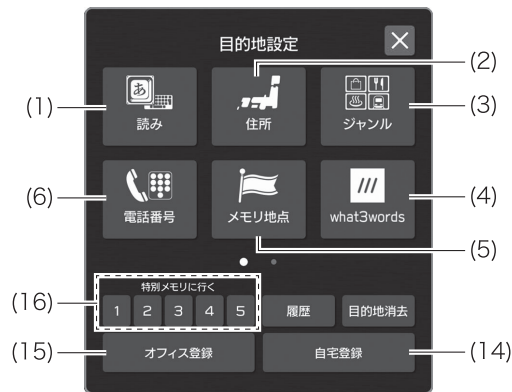 目的地設定
(1)
あ
読み
(2)
住所
(3)
ジャンル
(6)
電話番号
メモリ地点
(4)
///
what3words
(5)
(16)
特別メモリに行く
1 2 3 4 5
履歴
目的地消去
(15)
オフィス登録
自宅登録
(14)